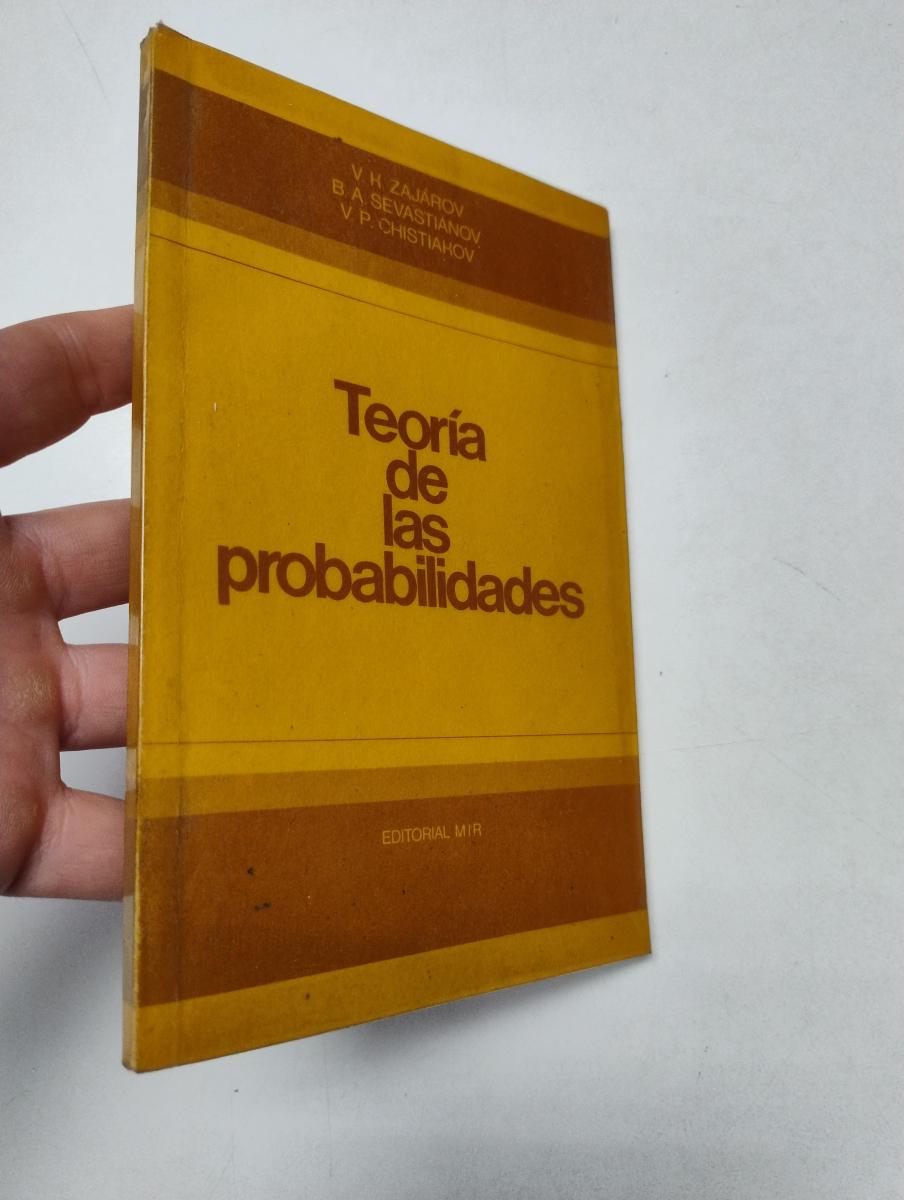 V. K. ZAJÁROV
B. A. SEVASTIÁNOV
V. P. CHISTIAKOV
Teoría
de
las
probabilidades
EDITORIAL MIR